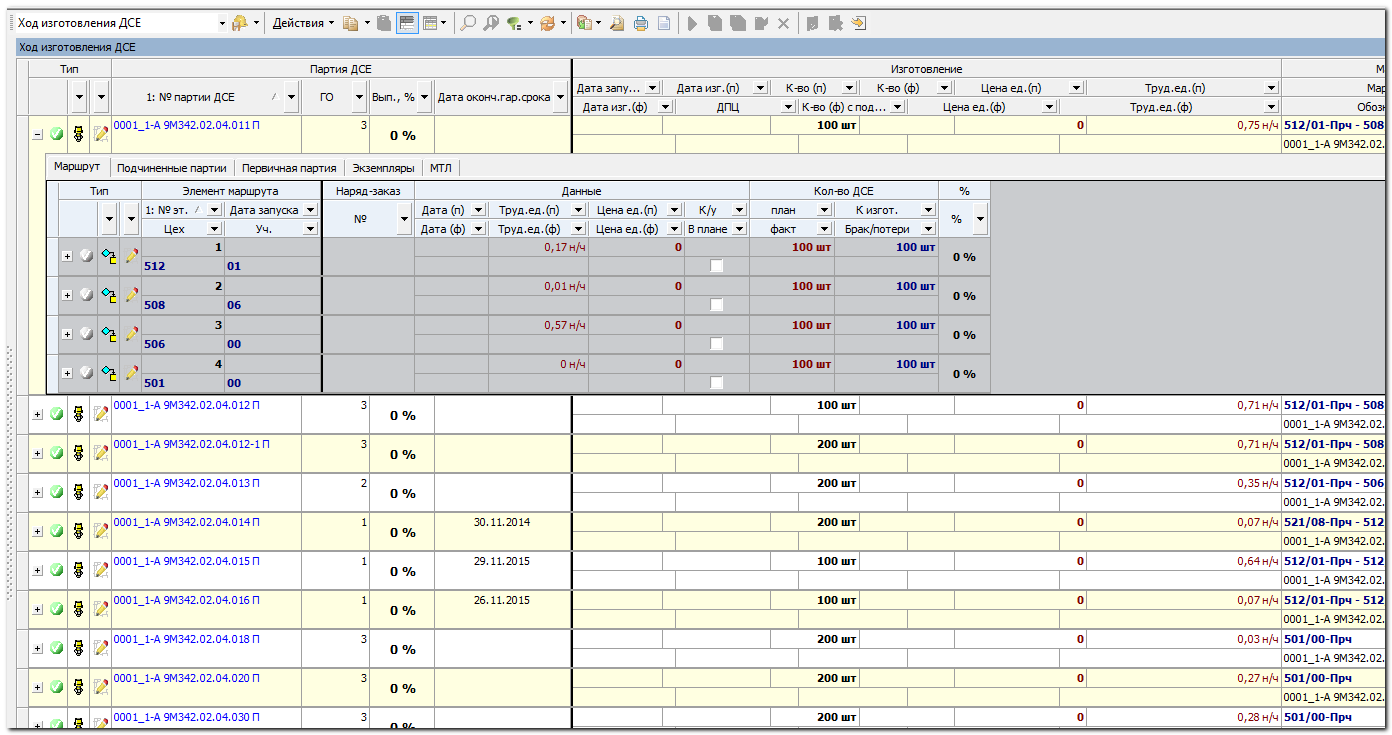 Ход изготовления ДСЕ Действия
Ход изготовления ДСЕ
Тип Партия ДСЕ Изготовление М
1: № партии ДСЕ ГО Вып., % Дата оконч.гар.срока Дата запу... Дата изг.(п) К-во (п) К-во (ф) Цена ед.(п) Труд.ед.(п) Мар
Дата изг.(ф) ДПЦ К-во (ф) с под... Цена ед.(ф) Труд.ед.(ф) Обозн
0001_1-А 9М342.02.04.011 П 3 0 % 100 шт 0 0,75 н/ч 512/01-Прч - 508
0001_1-А 9М342.02.
Маршрут Подчиненные партии Первичная партия Экземпляры МТЛ
Тип Элемент маршрута Наряд-заказ Данные Кол-во ДСЕ %
1: № эт. Дата запуска № Дата (п) Труд.ед.(п) Цена ед.(п) К/у план К изгот. %
Цех Уч. Дата (ф) Труд.ед.(ф) Цена ед.(ф) В плане факт Брак/потери
1 0,17 н/ч 0 100 шт 100 шт 0 %
512 01
2 0,01 н/ч 0 100 шт 100 шт 0 %
508 06
3 0,57 н/ч 0 100 шт 100 шт 0 %
506 00
4 0 н/ч 0 100 шт 100 шт 0 %
501 00
0001_1-А 9М342.02.04.012 П 3 0 % 100 шт 0 0,71 н/ч 512/01-Прч - 508
0001_1-А 9М342.02.
0001_1-А 9М342.02.04.012-1 П 3 0 % 200 шт 0 0,71 н/ч 512/01-Прч - 508
0001_1-А 9М342.02.
0001_1-А 9М342.02.04.013 П 2 0 % 200 шт 0 0,35 н/ч 512/01-Прч - 506
0001_1-А 9М342.02.
0001_1-А 9М342.02.04.014 П 1 0 % 30.11.2014 200 шт 0 0,07 н/ч 521/08-Прч - 512
0001_1-А 9М342.02.
0001_1-А 9М342.02.04.015 П 1 0 % 29.11.2015 100 шт 0 0,64 н/ч 512/01-Прч - 512
0001_1-А 9М342.02.
0001_1-А 9М342.02.04.016 П 1 0 % 26.11.2015 100 шт 0 0,07 н/ч 512/01-Прч - 512
0001_1-А 9М342.02.
0001_1-А 9М342.02.04.018 П 3 0 % 200 шт 0 0,03 н/ч 501/00-Прч
0001_1-А 9М342.02.
0001_1-А 9М342.02.04.020 П 3 0 % 200 шт 0 0,27 н/ч 501/00-Прч
0001_1-А 9М342.02.
0001_1-А 9М342.02.04.030 П 3 0 % 200 шт 0 0,28 н/ч 501/00-Прч